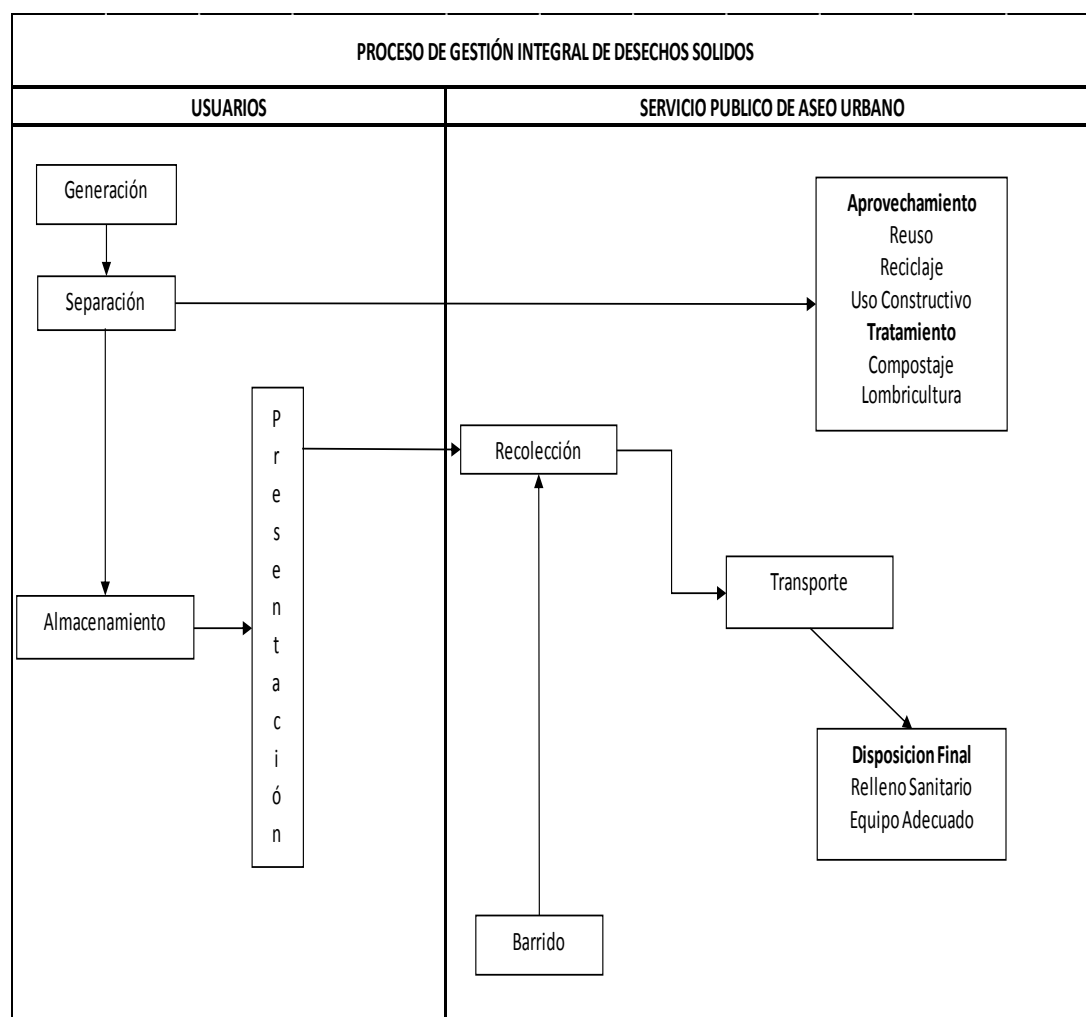 PROCESO DE GESTIÓN INTEGRAL DE DESECHOS SOLIDOS
USUARIOS
SERVICIO PUBLICO DE ASEO URBANO
Generación
Separación
Aprovechamiento
Reuso
Reciclaje
Uso Constructivo
Tratamiento
Compostaje
Lombricultura
Presentación
Recolección
Almacenamiento
Transporte
Disposicion Final
Relleno Sanitario
Equipo Adecuado
Barrido